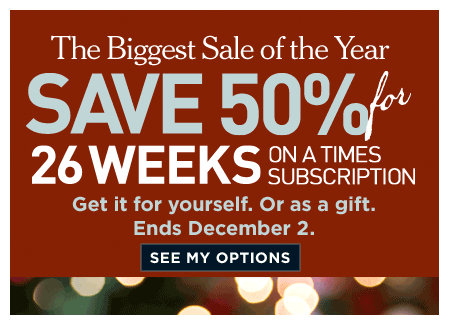 The Biggest Sale of the Year
SAVE 50% for
26 WEEKS ON A TIMES SUBSCRIPTION
Get it for yourself. Or as a gift.
Ends December 2.
SEE MY OPTIONS